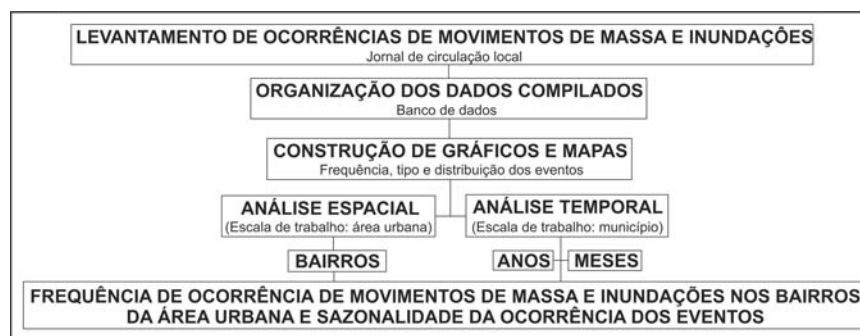 LEVANTAMENTO DE OCORRÊNCIAS DE MOVIMENTOS DE MASSA E INUNDAÇÕES
Jornal de circulação local
ORGANIZAÇÃO DOS DADOS COMPILADOS
Banco de dados
CONSTRUÇÃO DE GRÁFICOS E MAPAS
Frequência, tipo e distribuição dos eventos
ANÁLISE ESPACIAL
(Escala de trabalho: área urbana)
ANÁLISE TEMPORAL
(Escala de trabalho: município)
BAIRROS
ANOS
MESES
FREQUÊNCIA DE OCORRÊNCIA DE MOVIMENTOS DE MASSA E INUNDAÇÕES NOS BAIRROS
DA ÁREA URBANA E SAZONALIDADE DA OCORRÊNCIA DOS EVENTOS